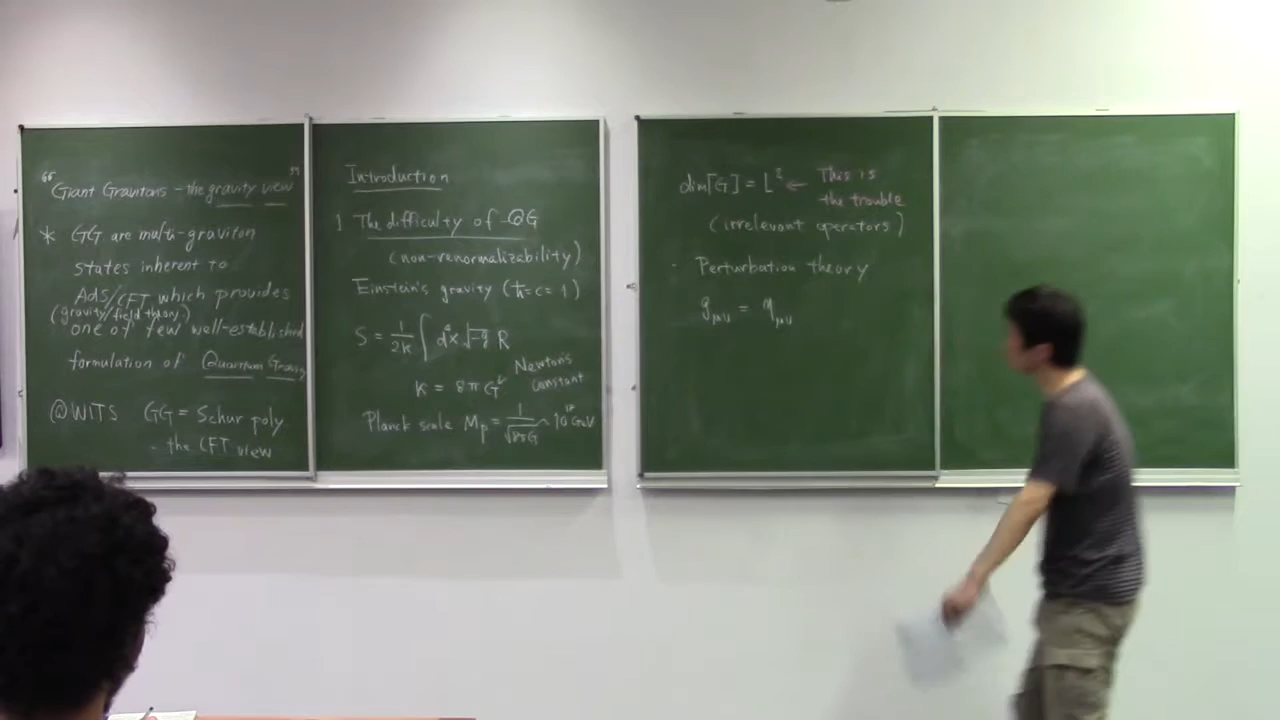 Giant Gravitons - the gravity view
* GG are multi-graviton
states inherent to
AdS/CFT which provides
(gravity/field theory)
one of few well-established
formulation of Quantum Gravity
@WITS GG = Schur poly
- the CFT view
Introduction
1 The difficulty of QG
(non-renormalizability)
Einstein's gravity (ħ=c=1)
S = 1/2κ ∫ d⁴x √-g R
κ = 8πG ← Newton's
constant
Planck scale Mp = 1/√8πG ~ 10¹⁸ GeV
dim[G] = L² ← This is
the trouble
(irrelevant operators)
- Perturbation theory
gμν = ημν